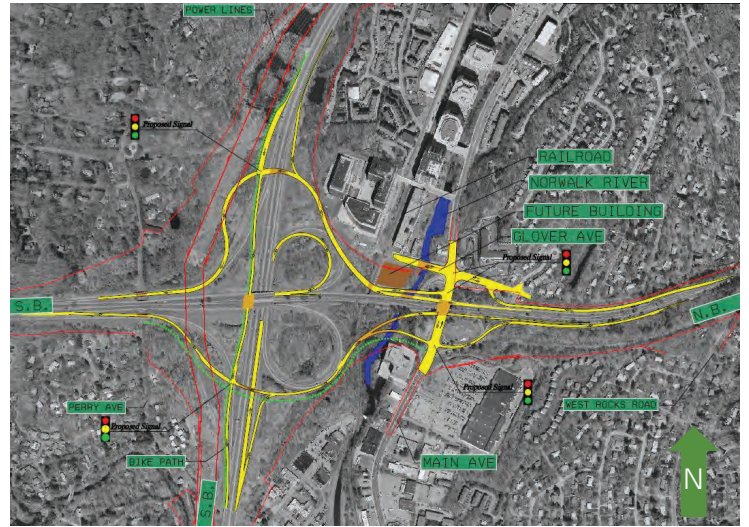 POWER LINES
Proposed Signal
RAILROAD
NORWALK RIVER
FUTURE BUILDING
GLOVER AVE
Proposed Signal
S.B.
N.B.
PERRY AVE
Proposed Signal
Proposed Signal
WEST ROCKS ROAD
BIKE PATH
MAIN AVE
S.B.
N